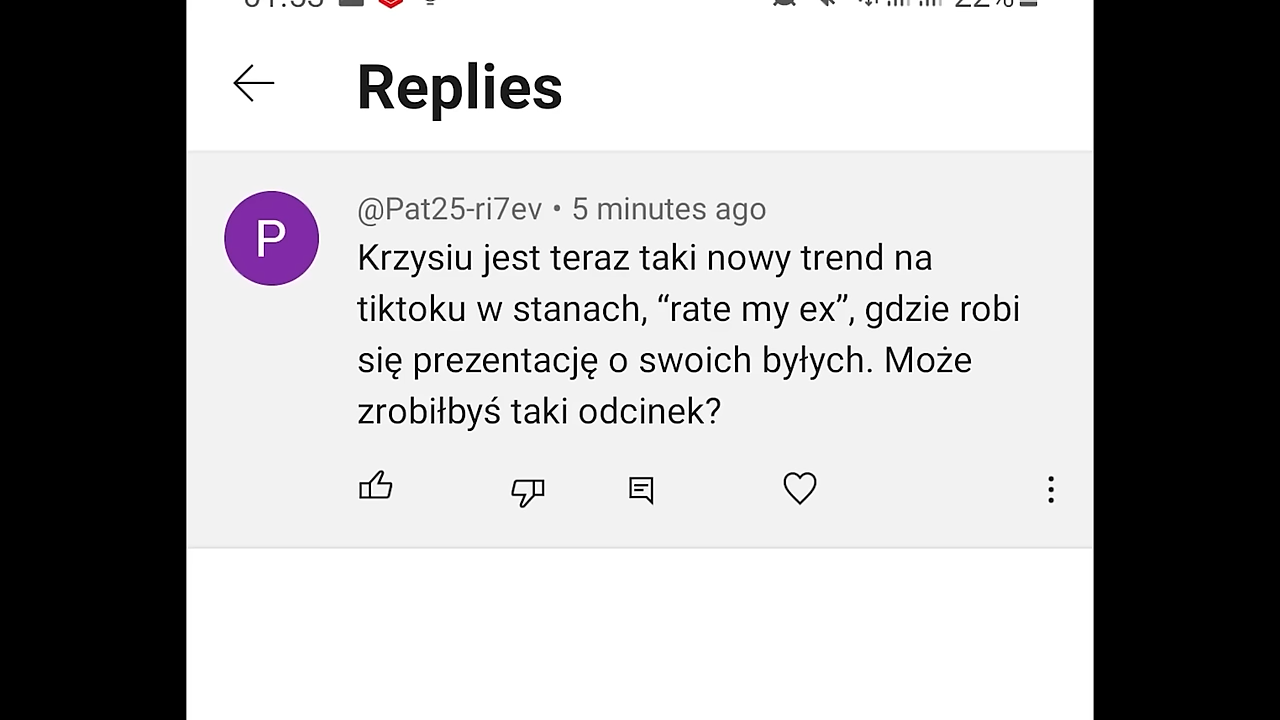 Replies
P
@Pat25-ri7ev • 5 minutes ago
Krzysiu jest teraz taki nowy trend na
tiktoku w stanach, “rate my ex”, gdzie robi
się prezentację o swoich byłych. Może
zrobiłbyś taki odcinek?